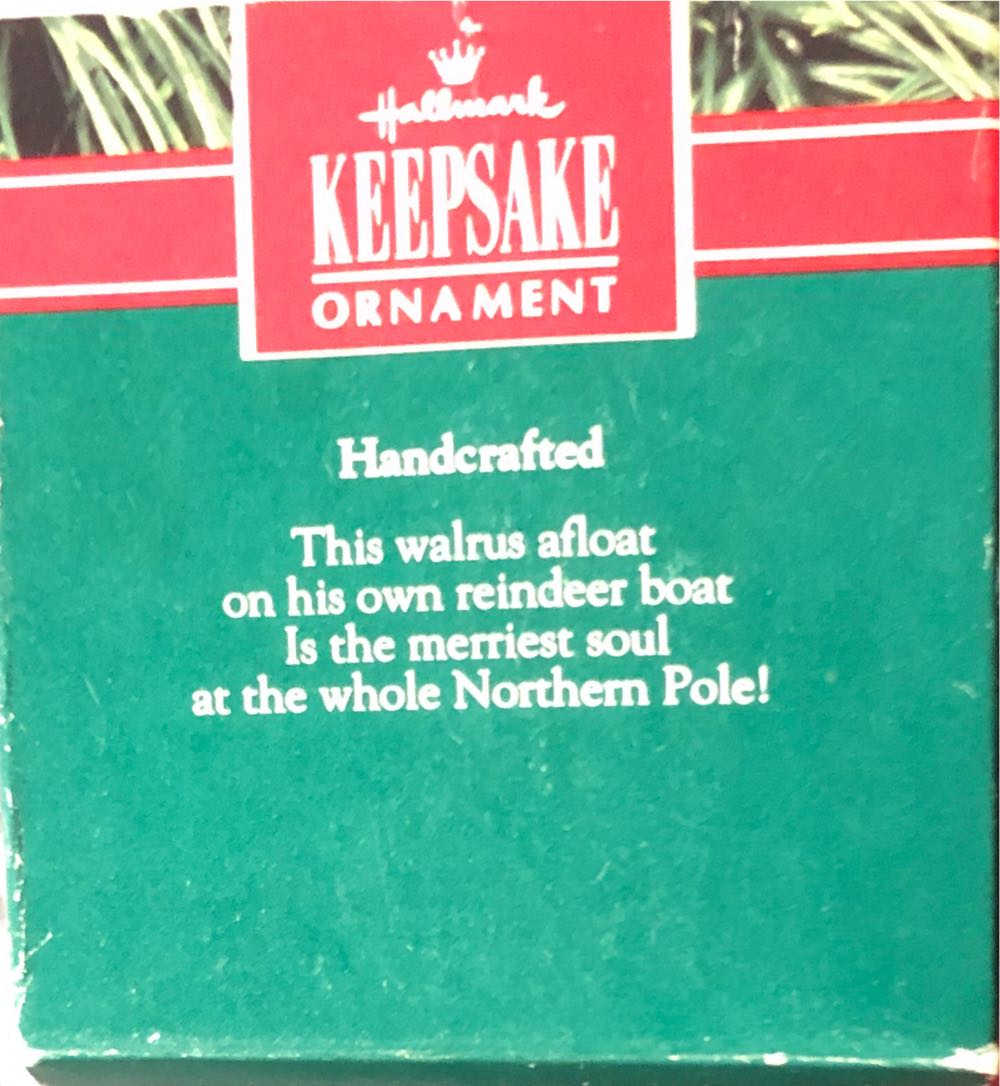 Hallmark
KEEPSAKE
ORNAMENT
Handcrafted
This walrus afloat
on his own reindeer boat
Is the merriest soul
at the whole Northern Pole!